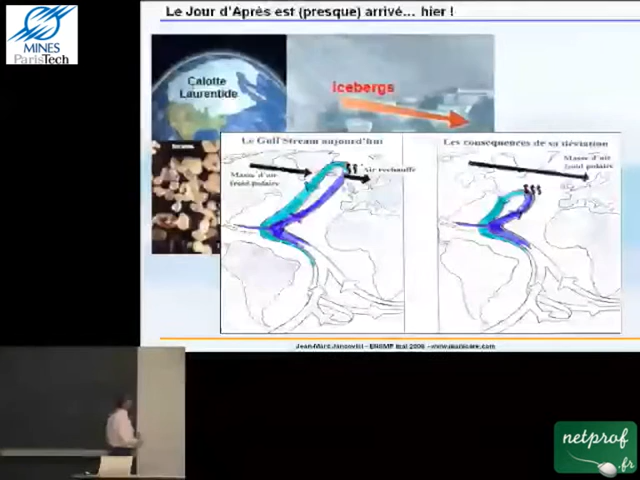 Le Jour d'Après est (presque) arrivé... hier !
MINES
ParisTech
Calotte
Laurentide
Icebergs
Le Gulf Stream aujourd'hui
Masse d'air
froid polaire
Air rechauffe
Les conséquences de sa déviation
Masse d'air
froid polaire
Jean-Marc Jancovici - ENSMP mai 2006 - www.manicore.com
netprof
.fr